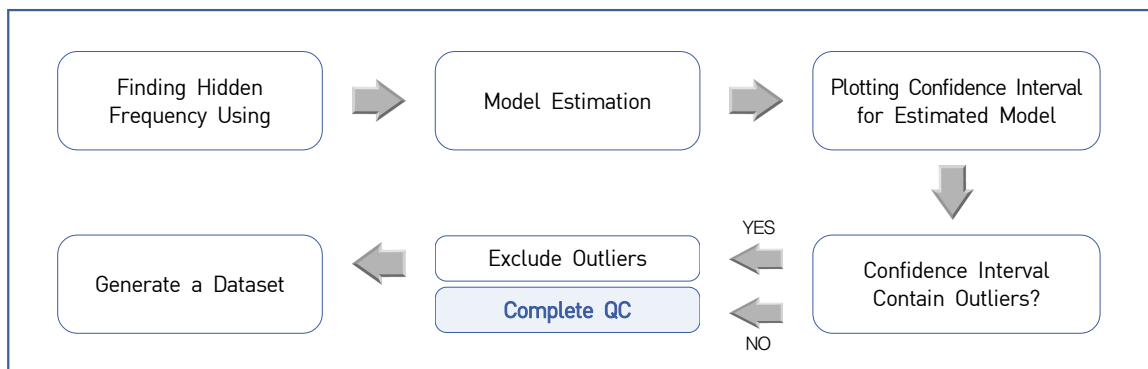 Finding Hidden
Frequency Using
Model Estimation
Plotting Confidence Interval
for Estimated Model
Confidence Interval
Contain Outliers?
YES
Exclude Outliers
NO
Complete QC
Generate a Dataset